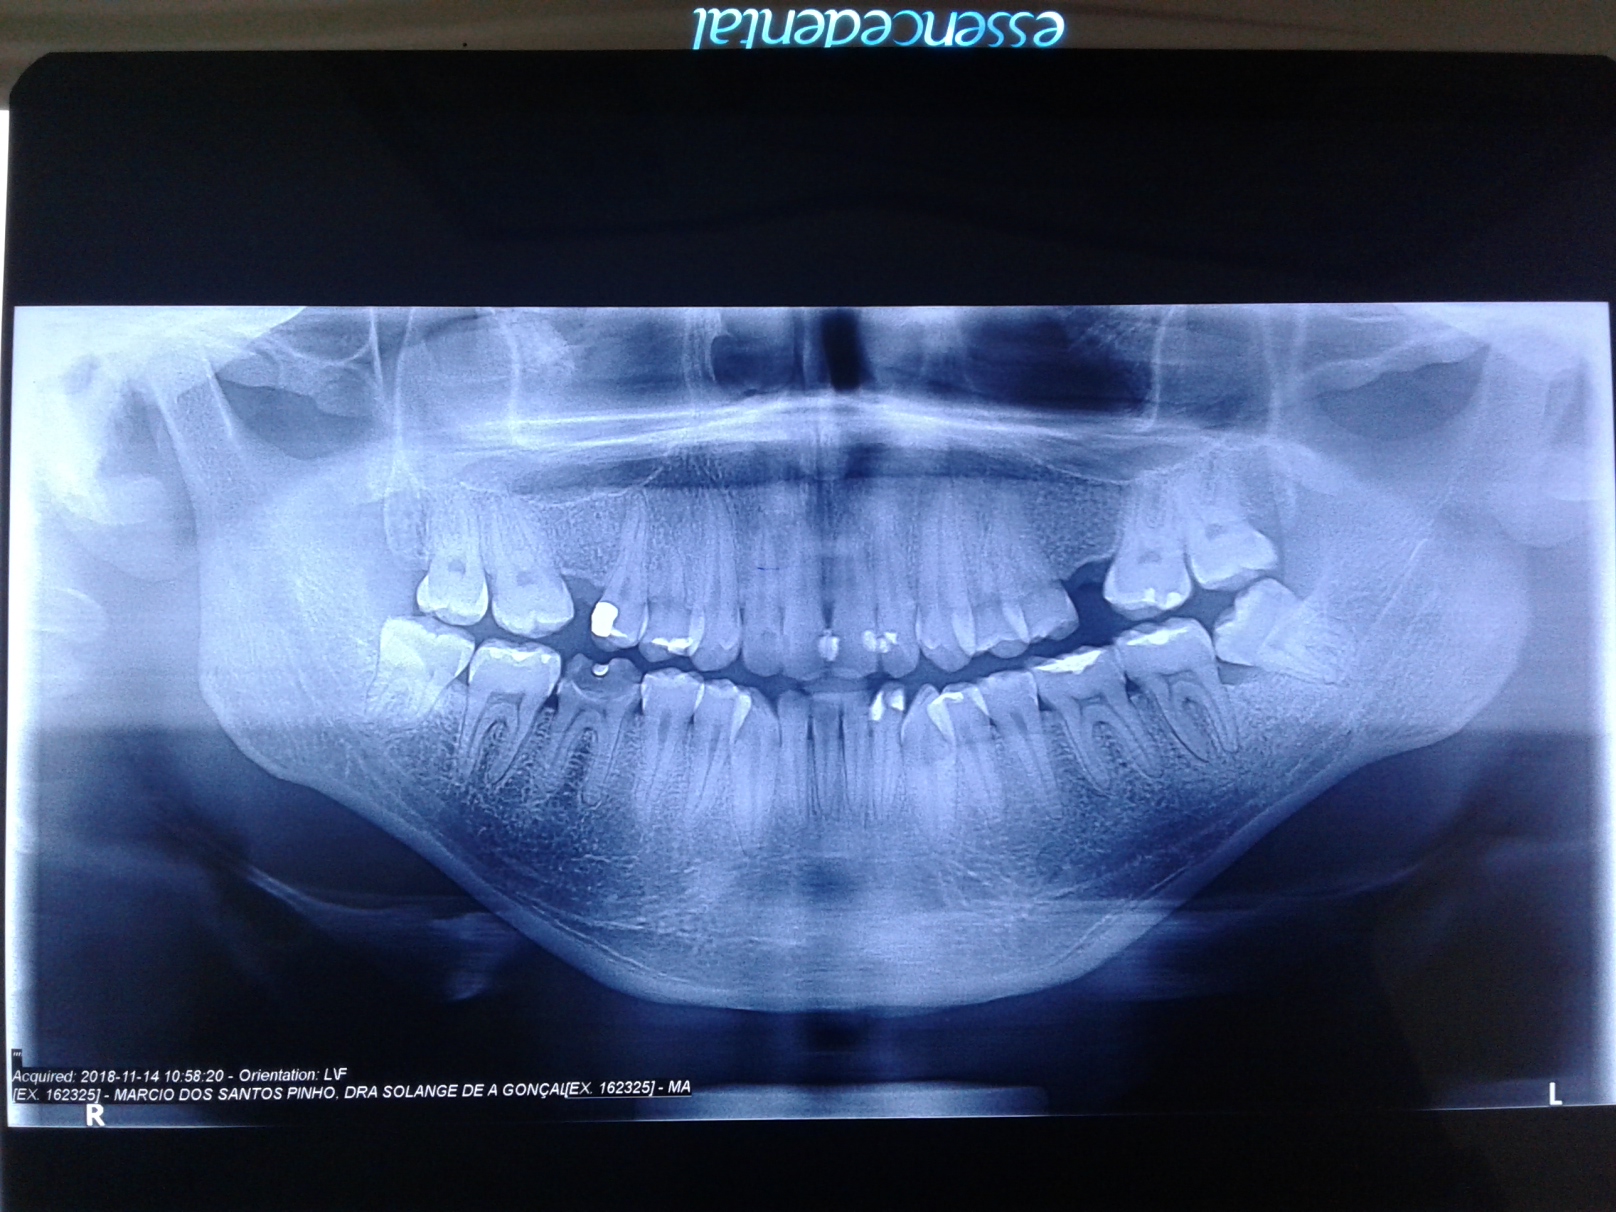 essencedental
"'
Acquired: 2018-11-14 10:58:20 - Orientation: L\F
[EX. 162325] - MARCIO DOS SANTOS PINHO, DRA SOLANGE DE A GONÇAL[EX. 162325] - MA
R
L